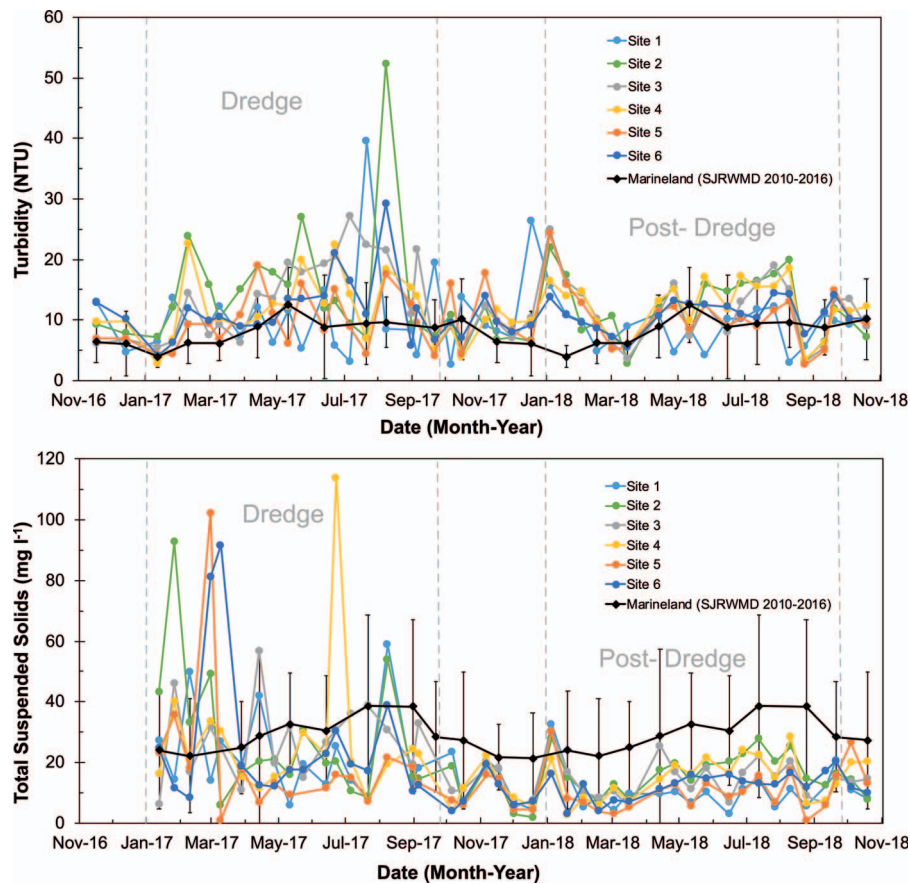 60
50
40
30
20
10
0
Turbidity (NTU)
Dredge
Post- Dredge
Site 1
Site 2
Site 3
Site 4
Site 5
Site 6
Marineland (SJRWMD 2010-2016)
Nov-16 Jan-17 Mar-17 May-17 Jul-17 Sep-17 Nov-17 Jan-18 Mar-18 May-18 Jul-18 Sep-18 Nov-18
Date (Month-Year)
120
100
80
60
40
20
0
Total Suspended Solids (mg l-1)
Dredge
Post- Dredge
Site 1
Site 2
Site 3
Site 4
Site 5
Site 6
Marineland (SJRWMD 2010-2016)
Nov-16 Jan-17 Mar-17 May-17 Jul-17 Sep-17 Nov-17 Jan-18 Mar-18 May-18 Jul-18 Sep-18 Nov-18
Date (Month-Year)